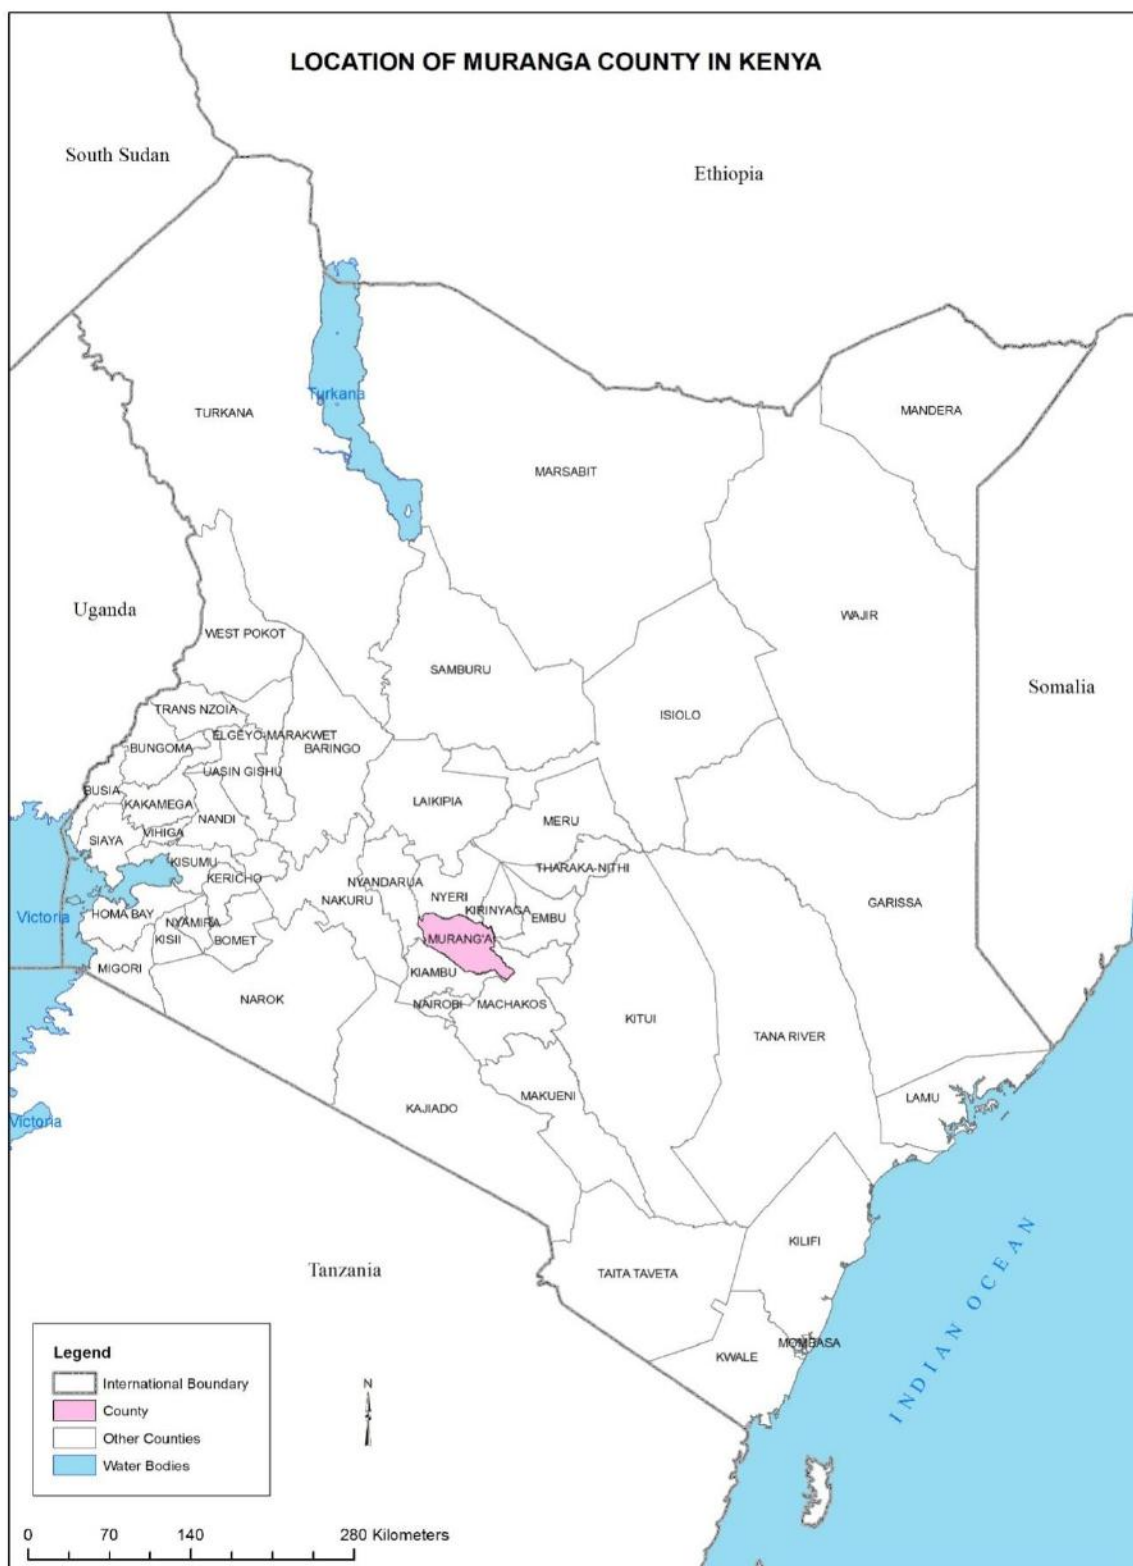 LOCATION OF MURANGA COUNTY IN KENYA
South Sudan
Ethiopia
Turkana
TURKANA
MANDERA
MARSABIT
Uganda
WAJIR
WEST POKOT
SAMBURU
Somalia
ISIOLO
TRANS NZOIA
ELGEYO-MARAKWET
BUNGOMA
BARINGO
UASIN GISHU
BUSIA
KAKAMEGA
LAIKIPIA
NANDI
MERU
VIHIGA
SIAYA
KISUMU
THARAKA-NITHI
KERICHO
NYANDARUA
NYERI
NAKURU
GARISSA
KIRINYAGA
HOMA BAY
Victoria
EMBU
NYAMIRA
KISII
BOMET
MURANG'A
MIGORI
KIAMBU
NAROK
NAIROBI
MACHAKOS
KITUI
TANA RIVER
MAKUENI
LAMU
KAJIADO
Victoria
KILIFI
Tanzania
TAITA TAVETA
INDIAN OCEAN
MOMBASA
KWALE
Legend
International Boundary
County
Other Counties
Water Bodies
N
0 70 140 280 Kilometers